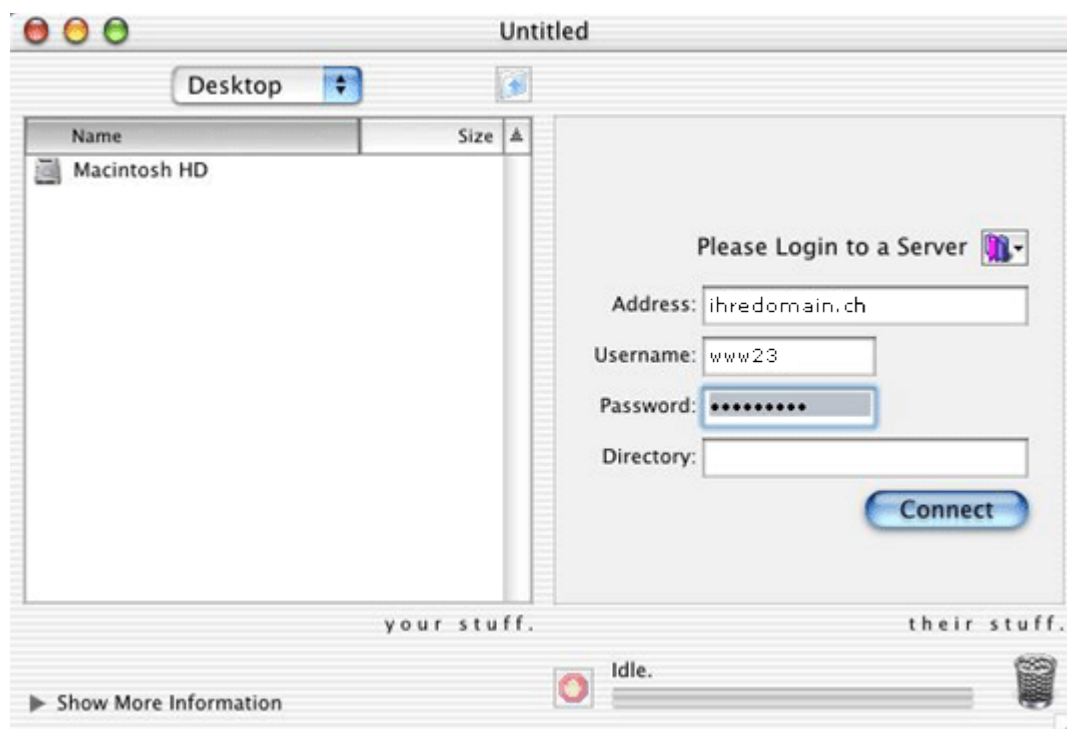 Untitled
Desktop
Name Size
Macintosh HD
Please Login to a Server
Address: ihredomain.ch
Username: www23
Password: •••••••••
Directory:
Connect
your stuff.
their stuff.
Idle.
Show More Information